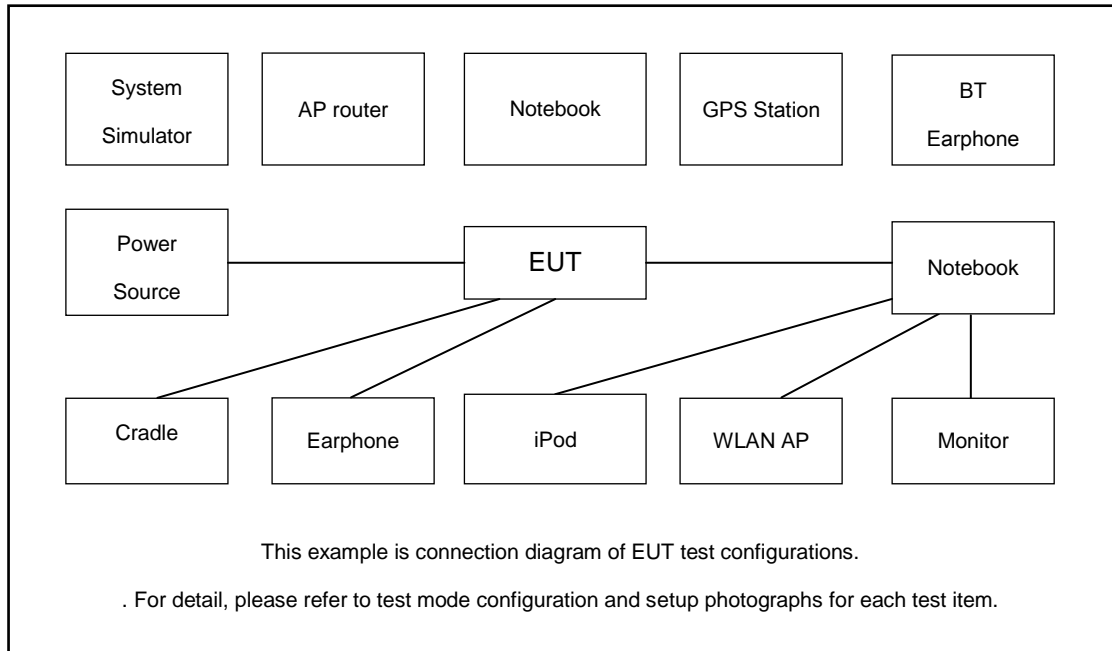 System
Simulator
AP router
Notebook
GPS Station
BT
Earphone
Power
Source
EUT
Notebook
Cradle
Earphone
iPod
WLAN AP
Monitor
This example is connection diagram of EUT test configurations.
. For detail, please refer to test mode configuration and setup photographs for each test item.